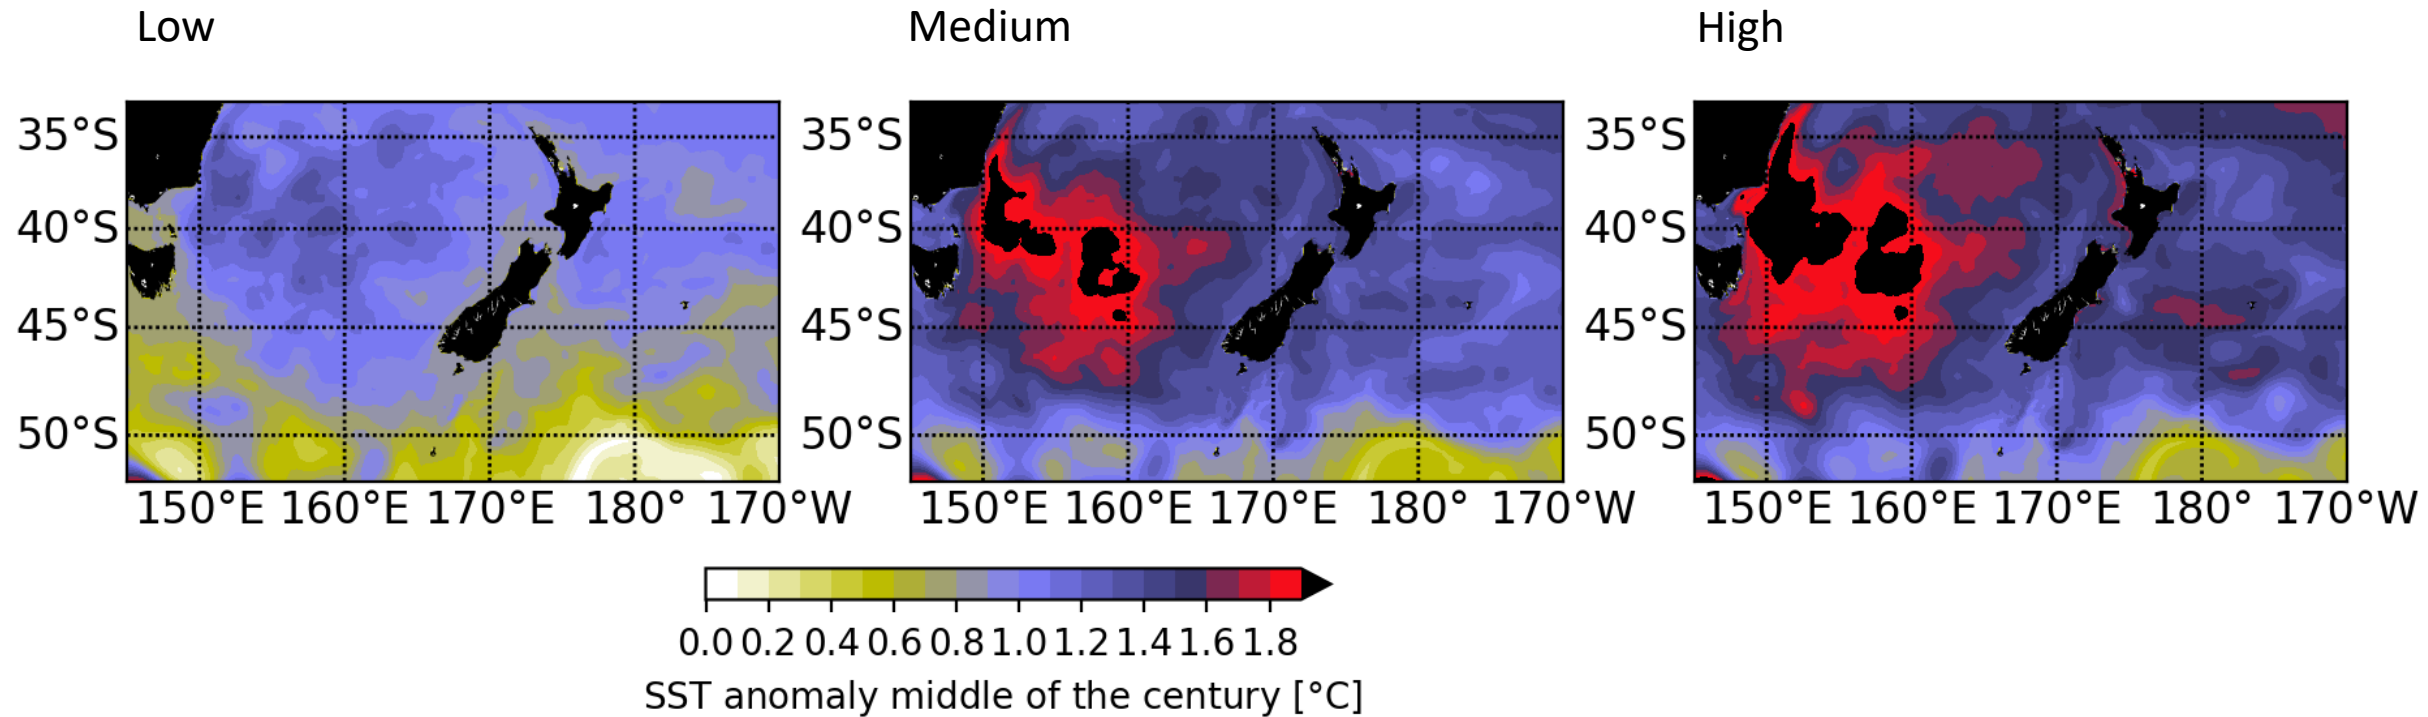 Low Medium High
35°S 35°S 35°S
40°S 40°S 40°S
45°S 45°S 45°S
50°S 50°S 50°S
150°E 160°E 170°E 180° 170°W 150°E 160°E 170°E 180° 170°W 150°E 160°E 170°E 180° 170°W
0.0 0.2 0.4 0.6 0.8 1.0 1.2 1.4 1.6 1.8
SST anomaly middle of the century [°C]